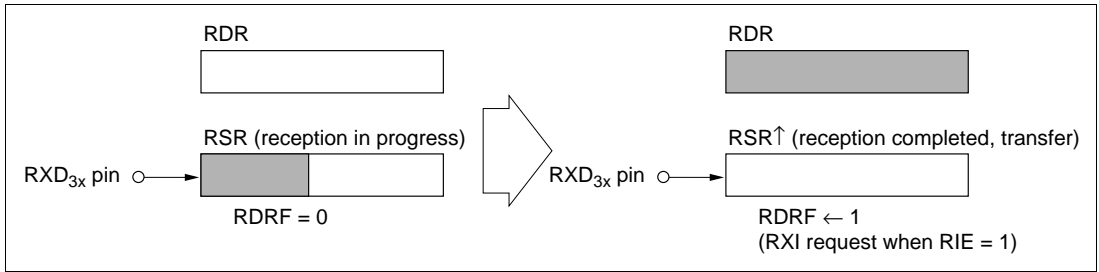 RDR
RSR (reception in progress)
RXD3x pin
RDRF = 0
RDR
RSR↑ (reception completed, transfer)
RXD3x pin
RDRF ← 1
(RXI request when RIE = 1)